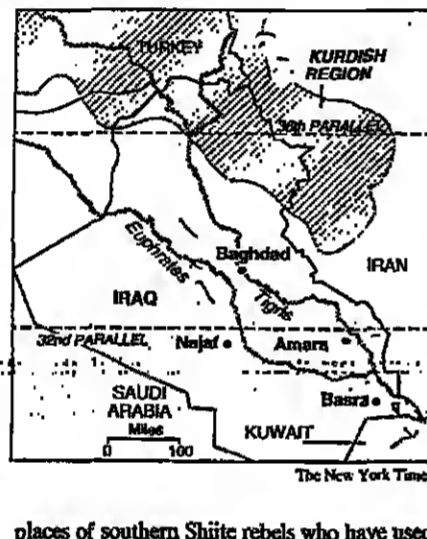 TURKEY
KURDISH
REGION
36th PARALLEL
Euphrates
Baghdad
IRAN
IRAQ
Tigris
32nd PARALLEL
Najaf
Amara
Basra
SAUDI
ARABIA
Miles
0 100
KUWAIT
The New York Times
places of southern Shiite rebels who have used